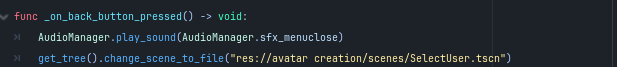 func _on_back_button_pressed() -> void:
AudioManager.play_sound(AudioManager.sfx_menuclose)
get_tree().change_scene_to_file("res://avatar creation/scenes/SelectUser.tscn")